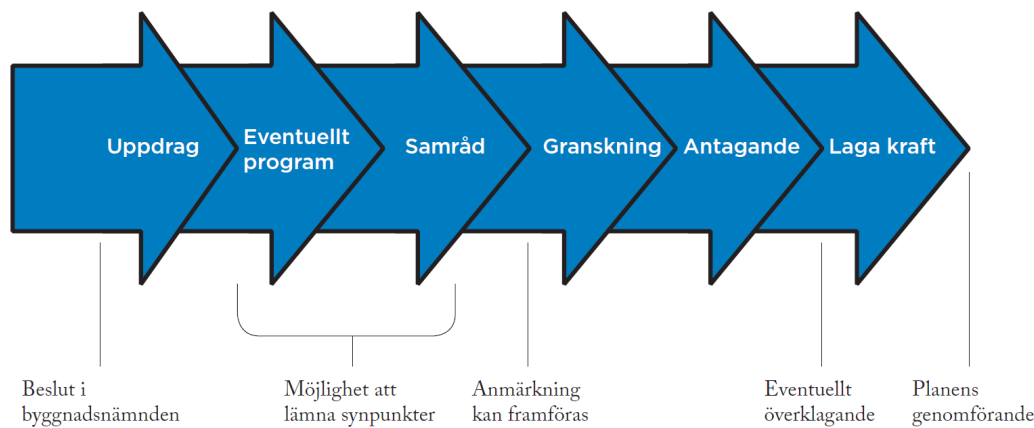 Uppdrag
Eventuellt
program
Samråd
Granskning
Antagande
Laga kraft
Beslut i
byggnadsnämnden
Möjlighet att
lämna synpunkter
Anmärkning
kan framföras
Eventuellt
överklagande
Planens
genomförande